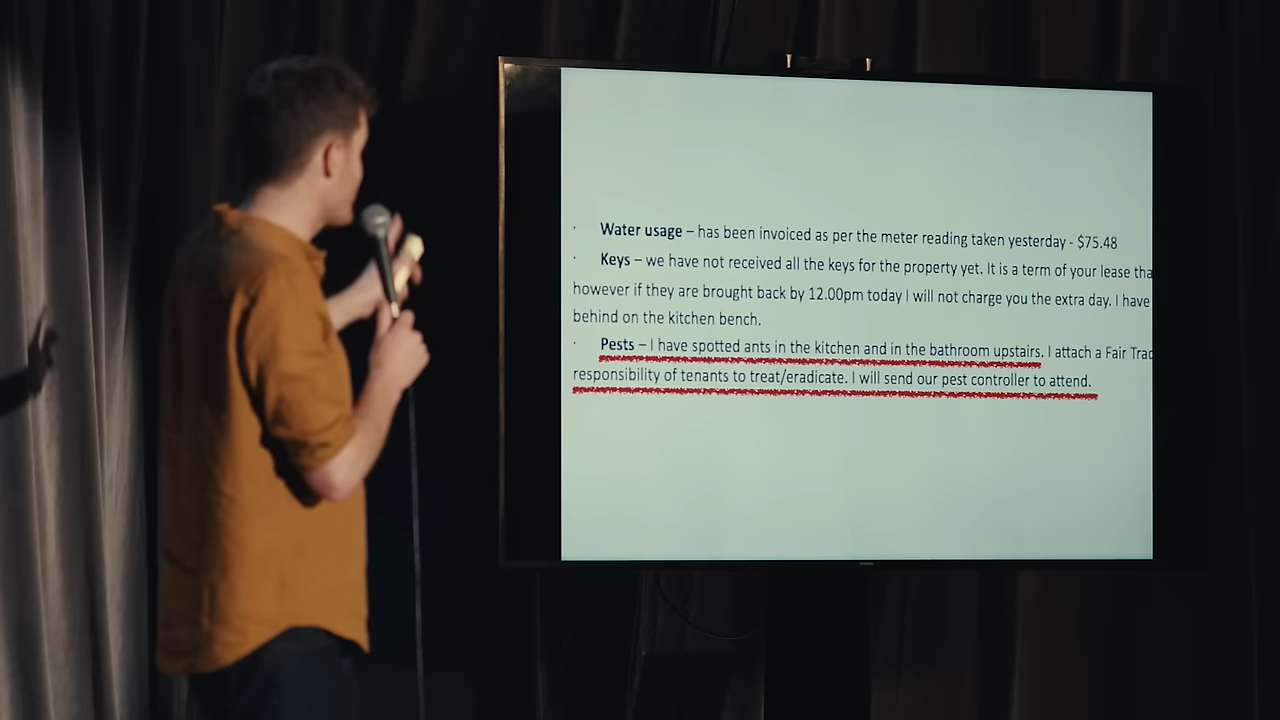 · Water usage – has been invoiced as per the meter reading taken yesterday - $75.48
· Keys – we have not received all the keys for the property yet. It is a term of your lease tha
however if they are brought back by 12.00pm today I will not charge you the extra day. I have
behind on the kitchen bench.
· Pests – I have spotted ants in the kitchen and in the bathroom upstairs. I attach a Fair Trad
responsibility of tenants to treat/eradicate. I will send our pest controller to attend.